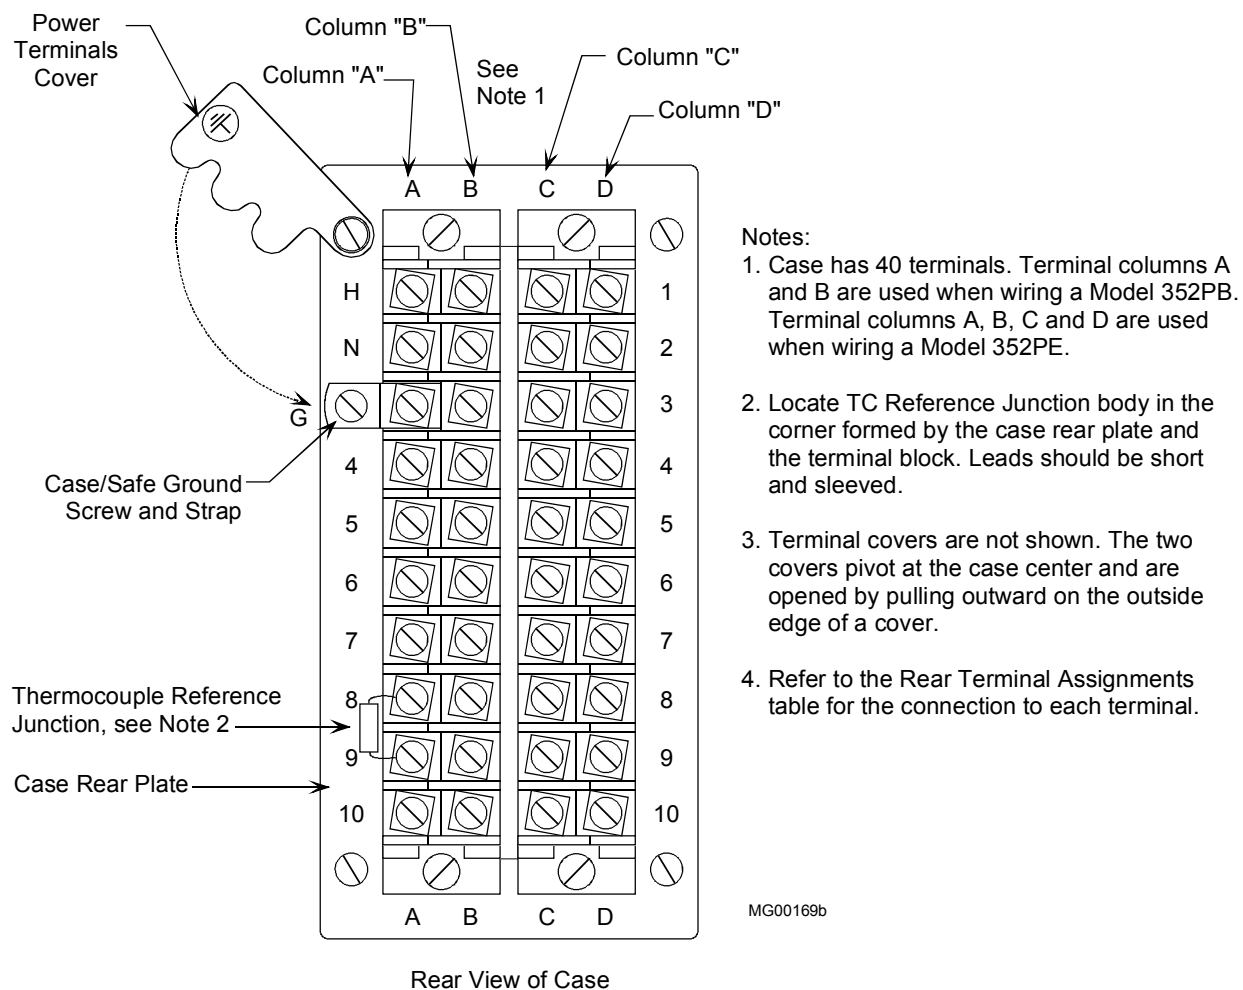 Power
Terminals
Cover
Column "B"
Column "A"
See
Note 1
Column "C"
Column "D"
A B C D
H 1
N 2
G 3
4 4
5 5
6 6
7 7
8 8
9 9
10 10
A B C D
Case/Safe Ground
Screw and Strap
Thermocouple Reference
Junction, see Note 2
Case Rear Plate
Notes:
1. Case has 40 terminals. Terminal columns A
and B are used when wiring a Model 352PB.
Terminal columns A, B, C and D are used
when wiring a Model 352PE.
2. Locate TC Reference Junction body in the
corner formed by the case rear plate and
the terminal block. Leads should be short
and sleeved.
3. Terminal covers are not shown. The two
covers pivot at the case center and are
opened by pulling outward on the outside
edge of a cover.
4. Refer to the Rear Terminal Assignments
table for the connection to each terminal.
MG00169b
Rear View of Case